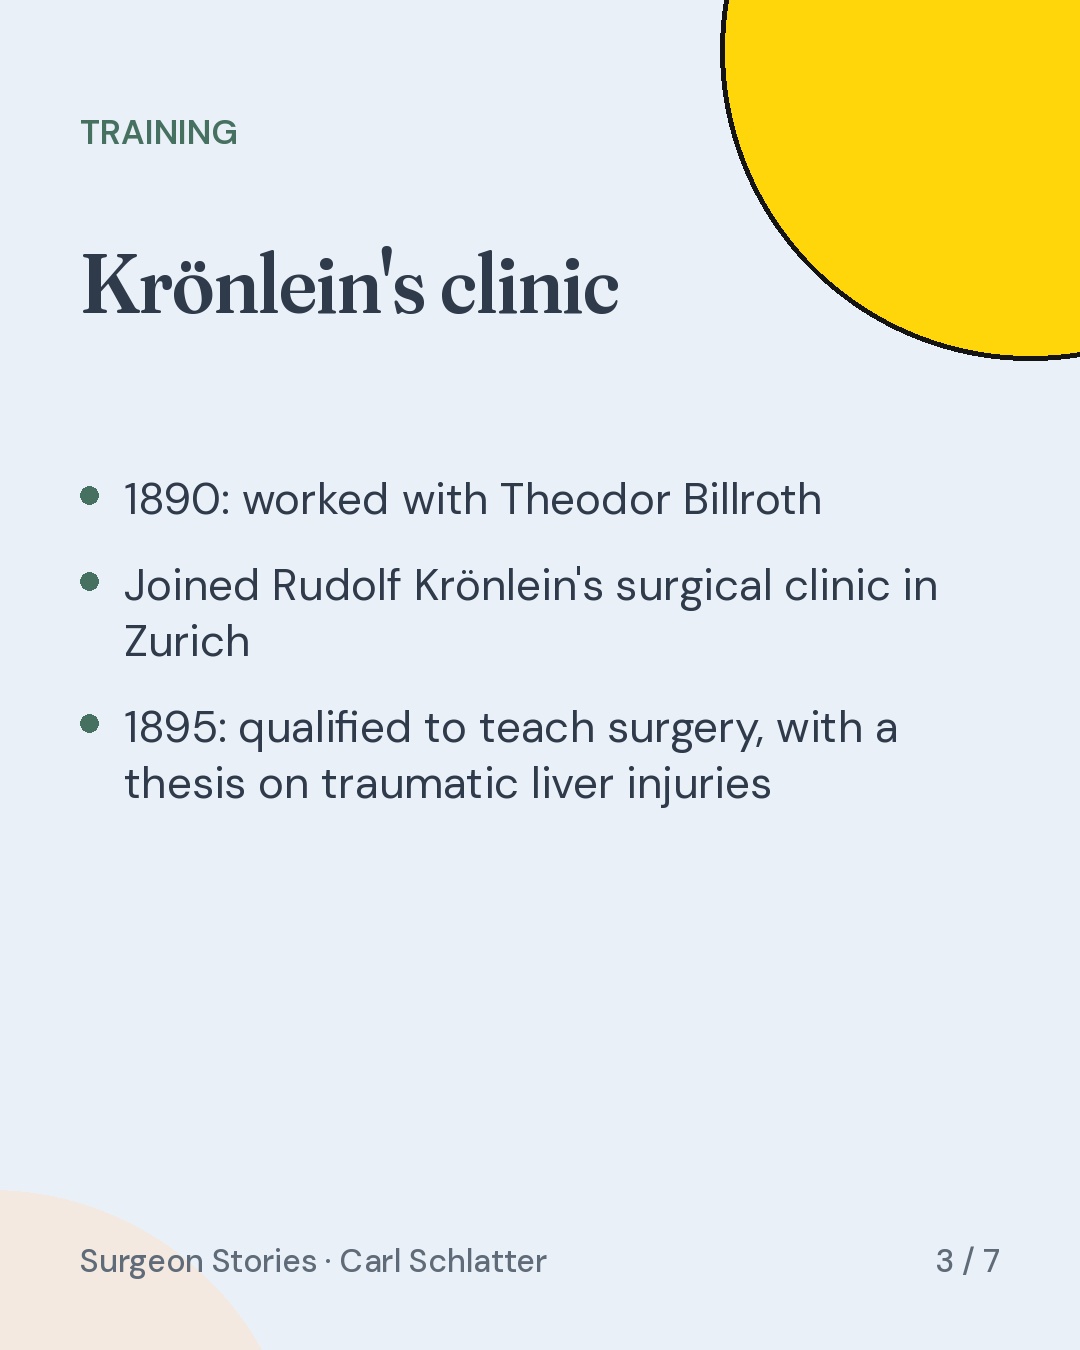 TRAINING
Krönlein's clinic
1890: worked with Theodor Billroth
Joined Rudolf Krönlein's surgical clinic in
Zurich
1895: qualified to teach surgery, with a
thesis on traumatic liver injuries
Surgeon Stories · Carl Schlatter
3 / 7